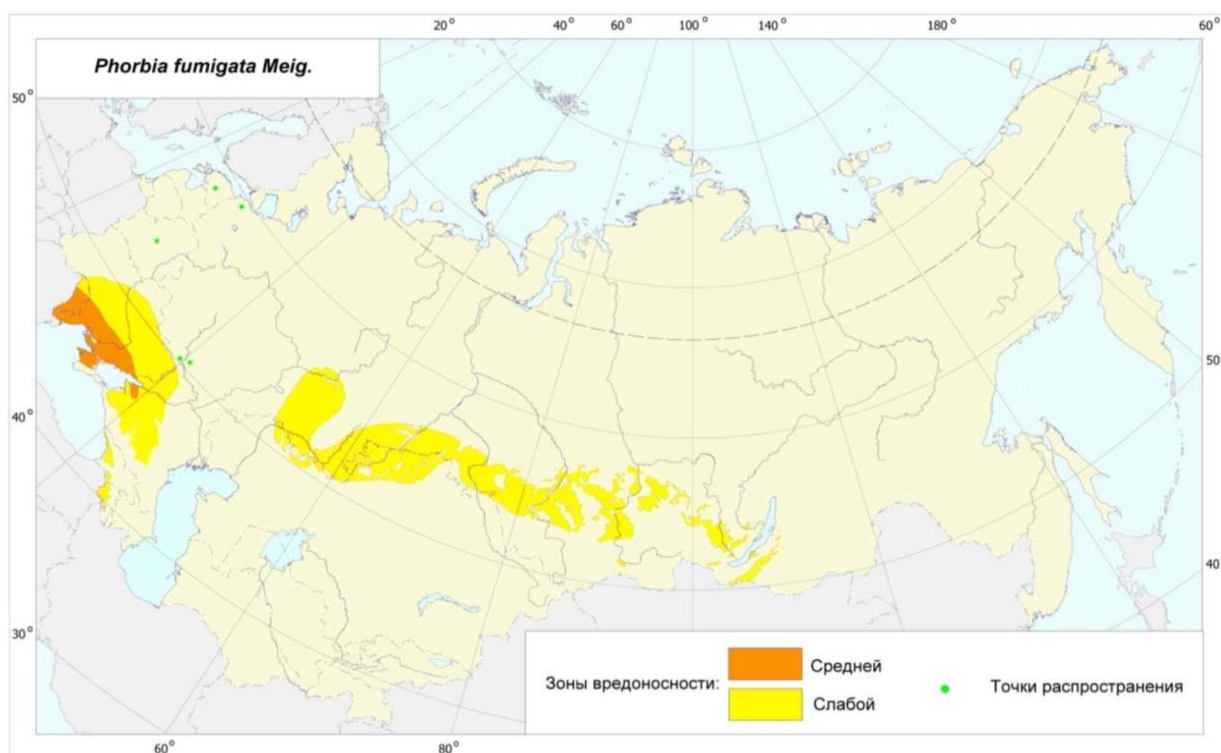 20° 40° 60° 100° 140° 180° 60°
Phorbia fumigata Meig.
50°
50°
40°
40°
30°
Зоны вредоносности:
Средней
Слабой
Точки распространения
60° 80°